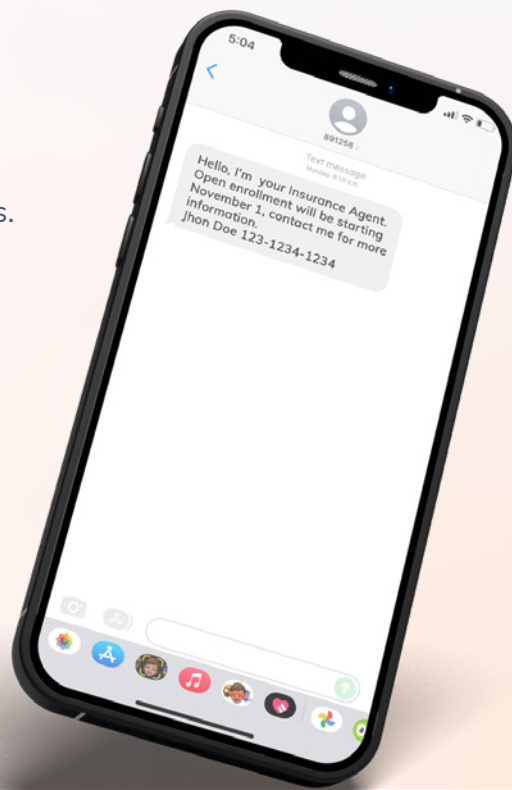 5:04
891258
Text message
s.
Hello, I'm your Insurance Agent.
Open enrollment will be starting
November 1, contact me for more
information.
Jhon Doe 123-1234-1234